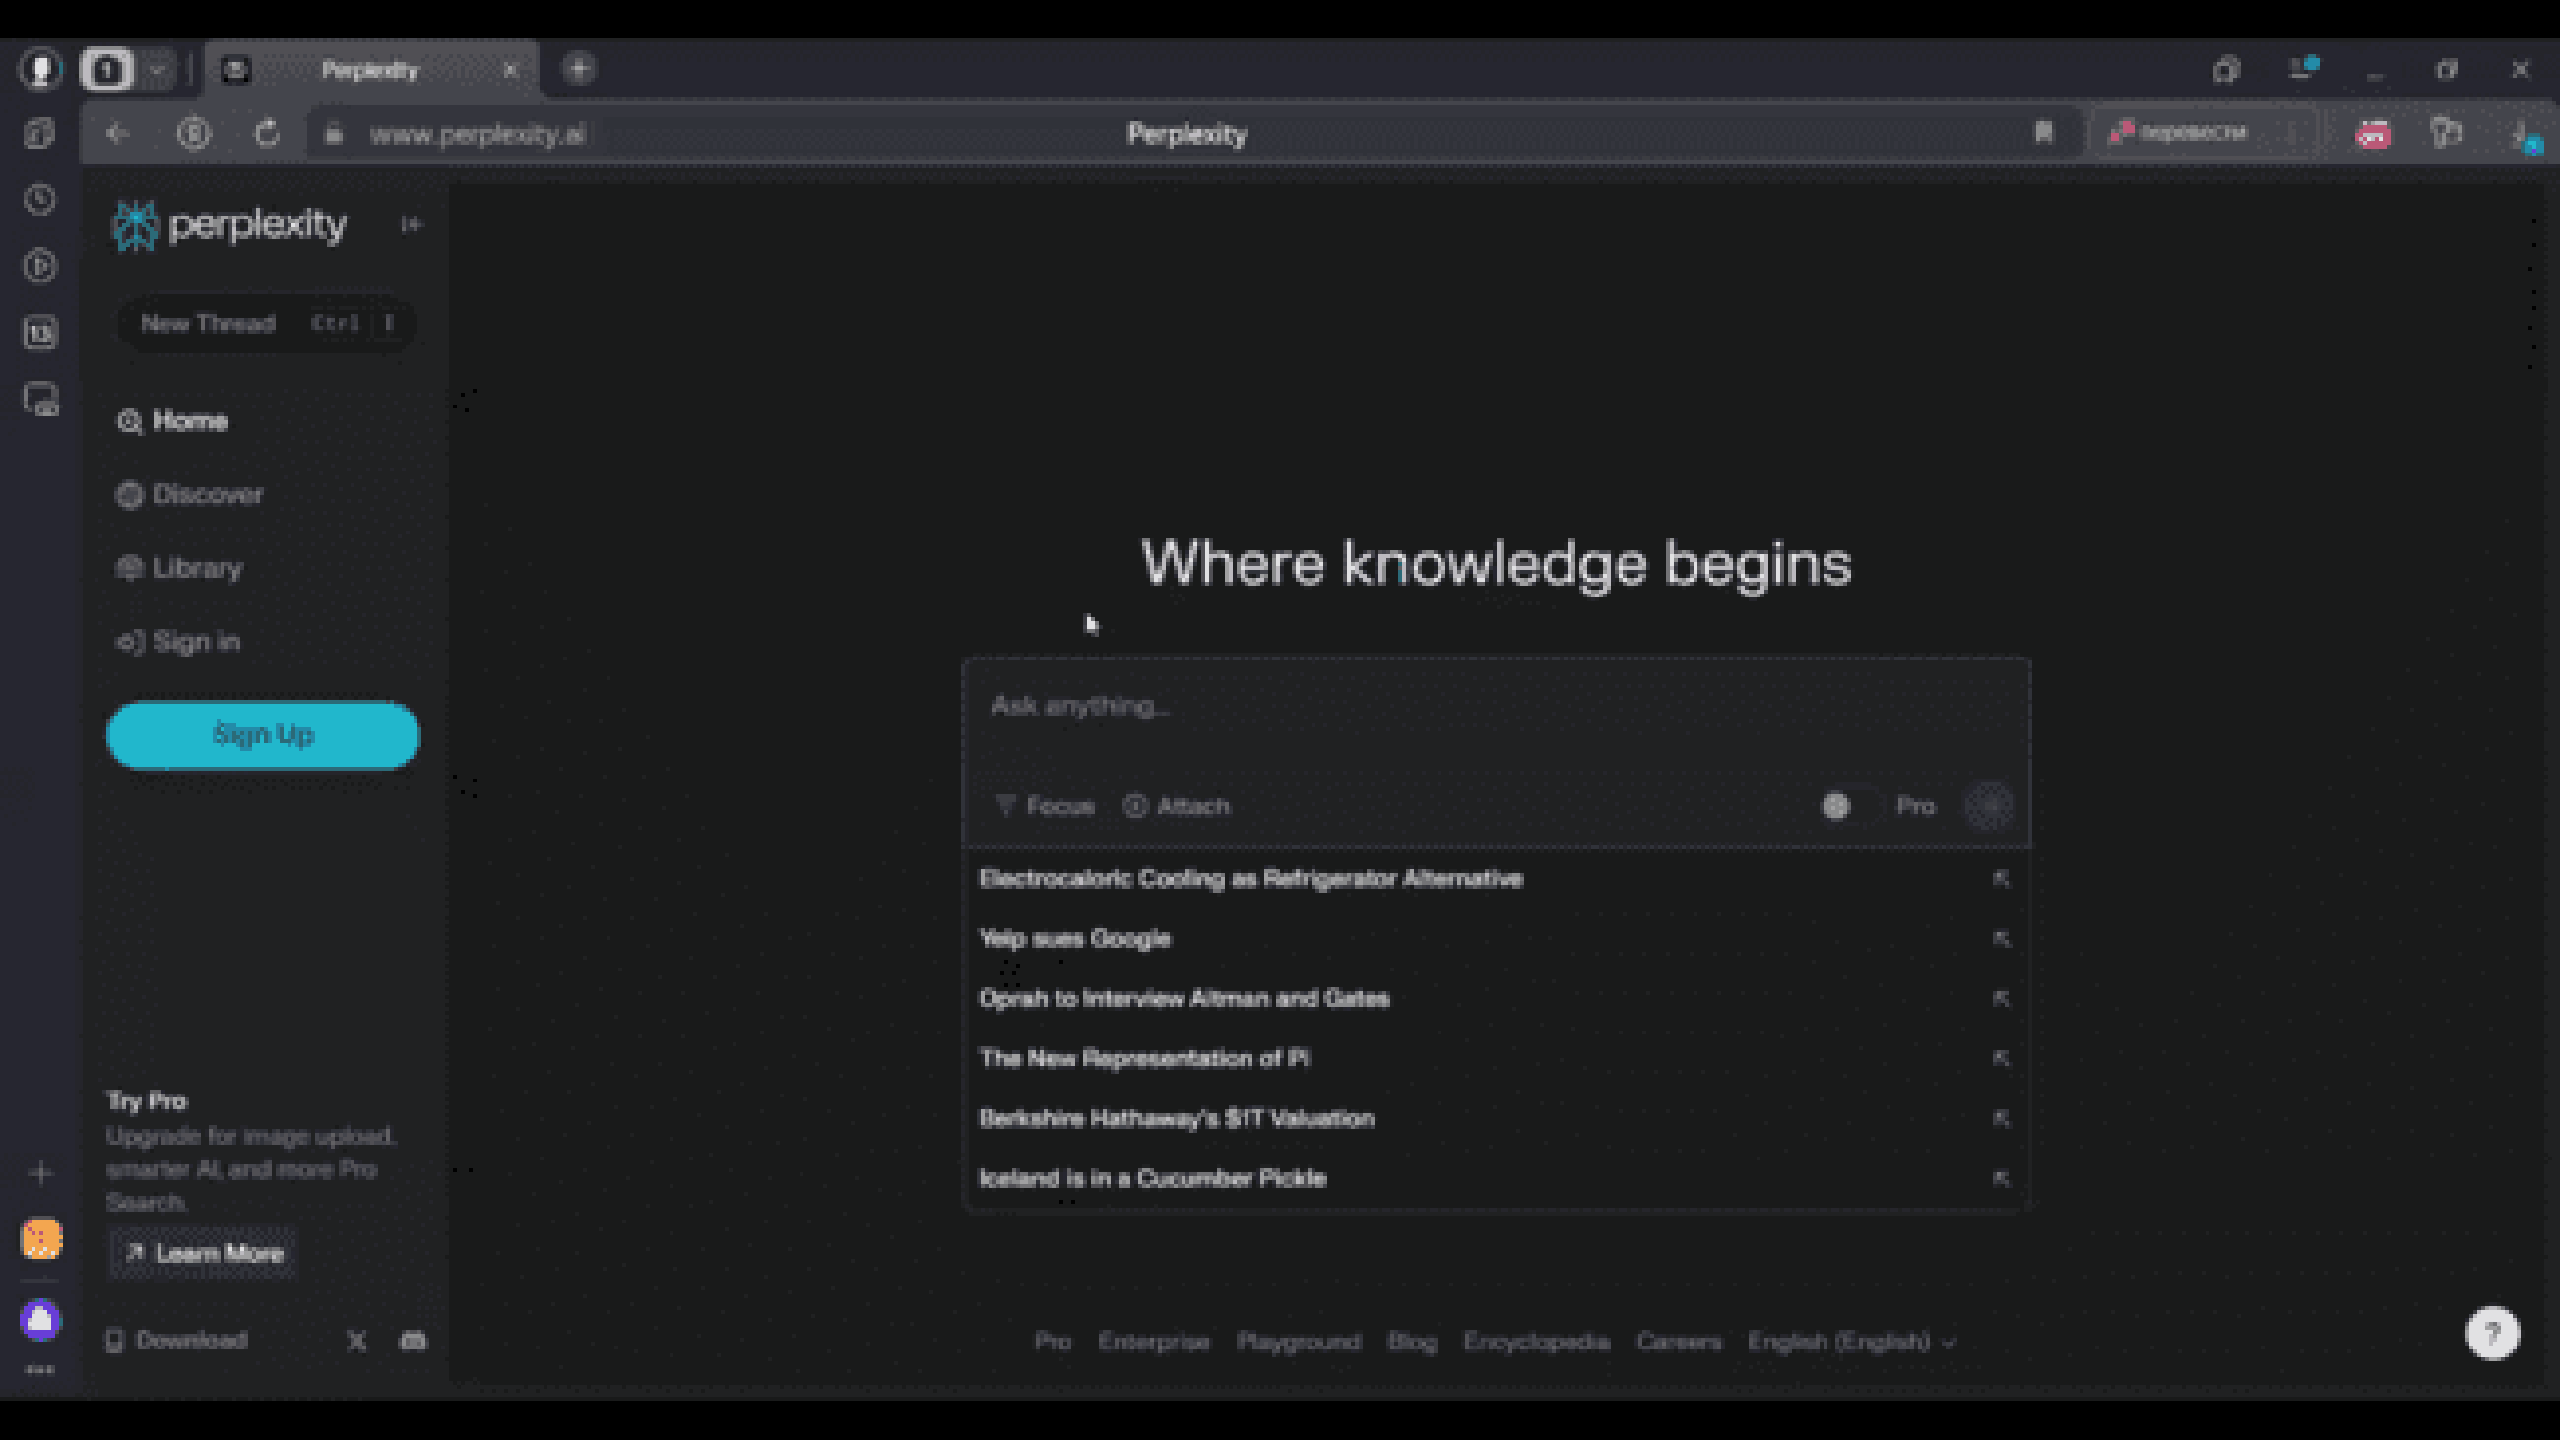 Perplexity
www.perplexity.ai
Perplexity
перевести
perplexity
New Thread Ctrl I
Home
Discover
Library
Sign in
Sign Up
Try Pro
Upgrade for image upload,
smarter AI, and more Pro
Search.
Learn More
Download
Where knowledge begins
Ask anything...
Focus Attach Pro
Electrocaloric Cooling as Refrigerator Alternative
Yelp sues Google
Oprah to Interview Altman and Gates
The New Representation of Pi
Berkshire Hathaway's $1T Valuation
Iceland is in a Cucumber Pickle
Pro Enterprise Playground Blog Encyclopedia Careers English (English)
?